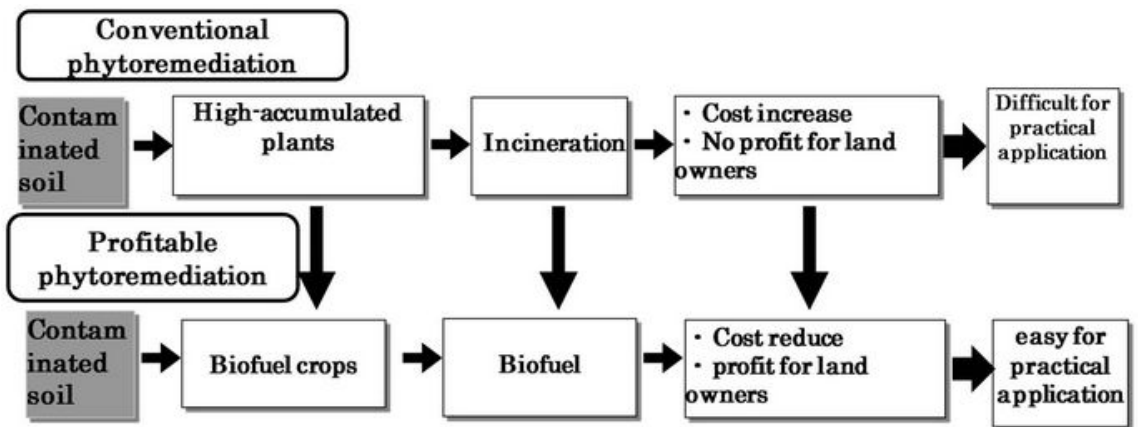 Conventional
phytoremediation
Contam
inated
soil
High-accumulated
plants
Incineration
・ Cost increase
・ No profit for land
owners
Difficult for
practical
application
Profitable
phytoremediation
Contam
inated
soil
Biofuel crops
Biofuel
・ Cost reduce
・ profit for land
owners
easy for
practical
application